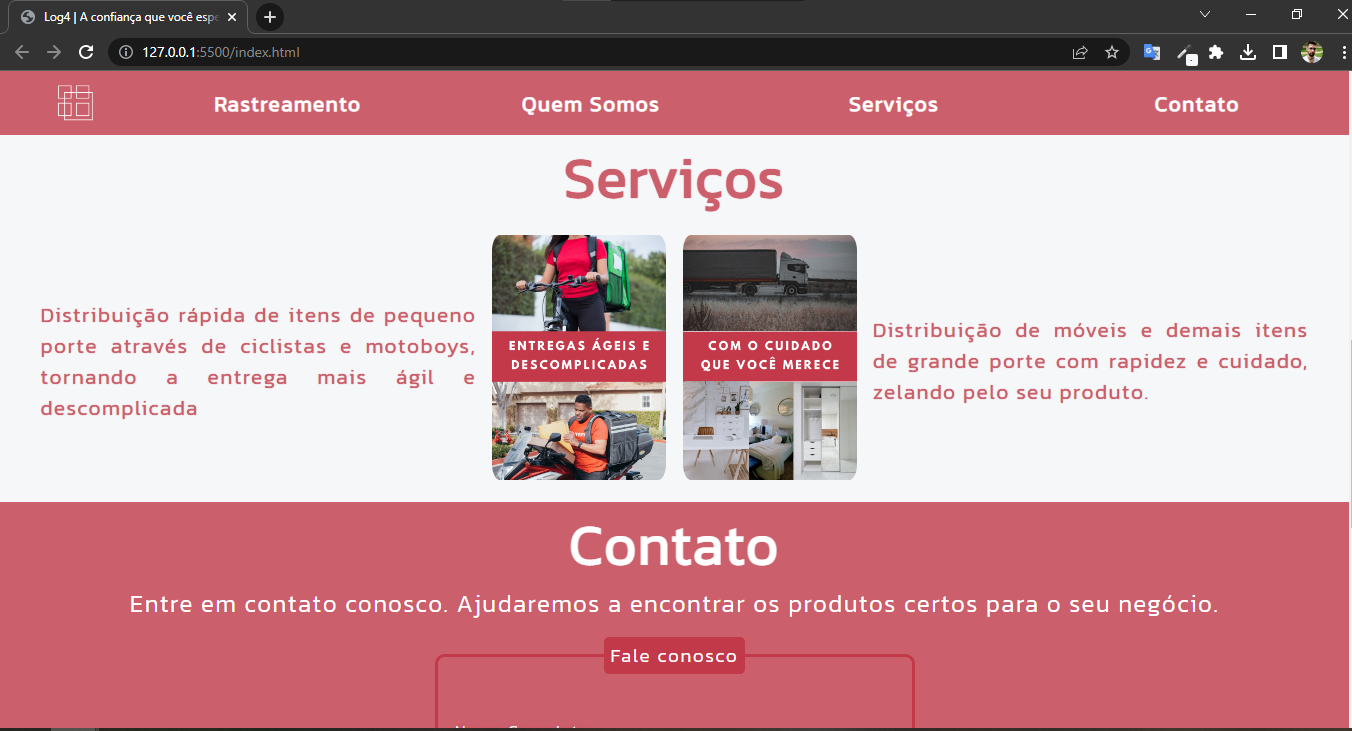 Log4 | A confiança que você espe
127.0.0.1:5500/index.html
Rastreamento
Quem Somos
Serviços
Contato
Serviços
Distribuição rápida de itens de pequeno
porte através de ciclistas e motoboys,
tornando a entrega mais ágil e
descomplicada
ENTREGAS ÁGEIS E
DESCOMPLICADAS
COM O CUIDADO
QUE VOCÊ MERECE
Distribuição de móveis e demais itens
de grande porte com rapidez e cuidado,
zelando pelo seu produto.
Contato
Entre em contato conosco. Ajudaremos a encontrar os produtos certos para o seu negócio.
Fale conosco